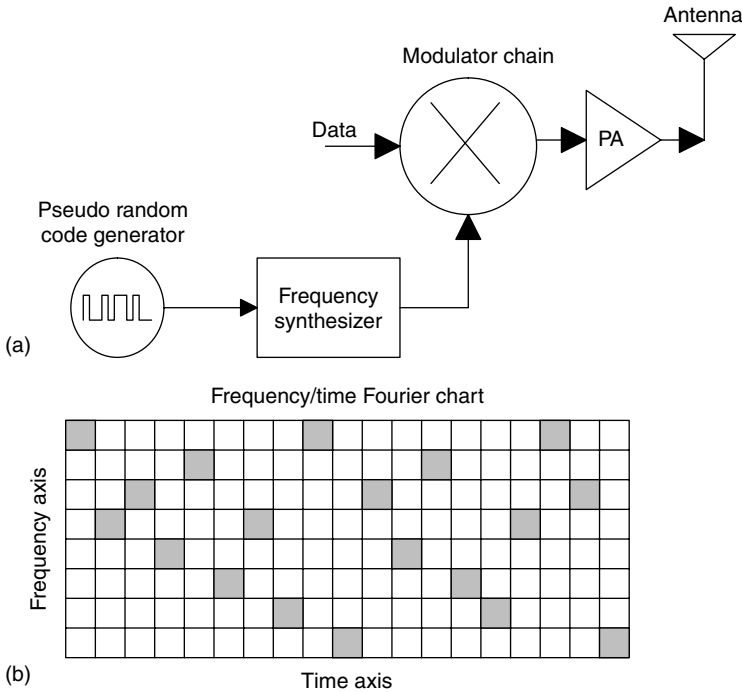 Antenna
Modulator chain
Data
PA
Pseudo random
code generator
Frequency
synthesizer
(a)
Frequency/time Fourier chart
Frequency axis
(b)
Time axis